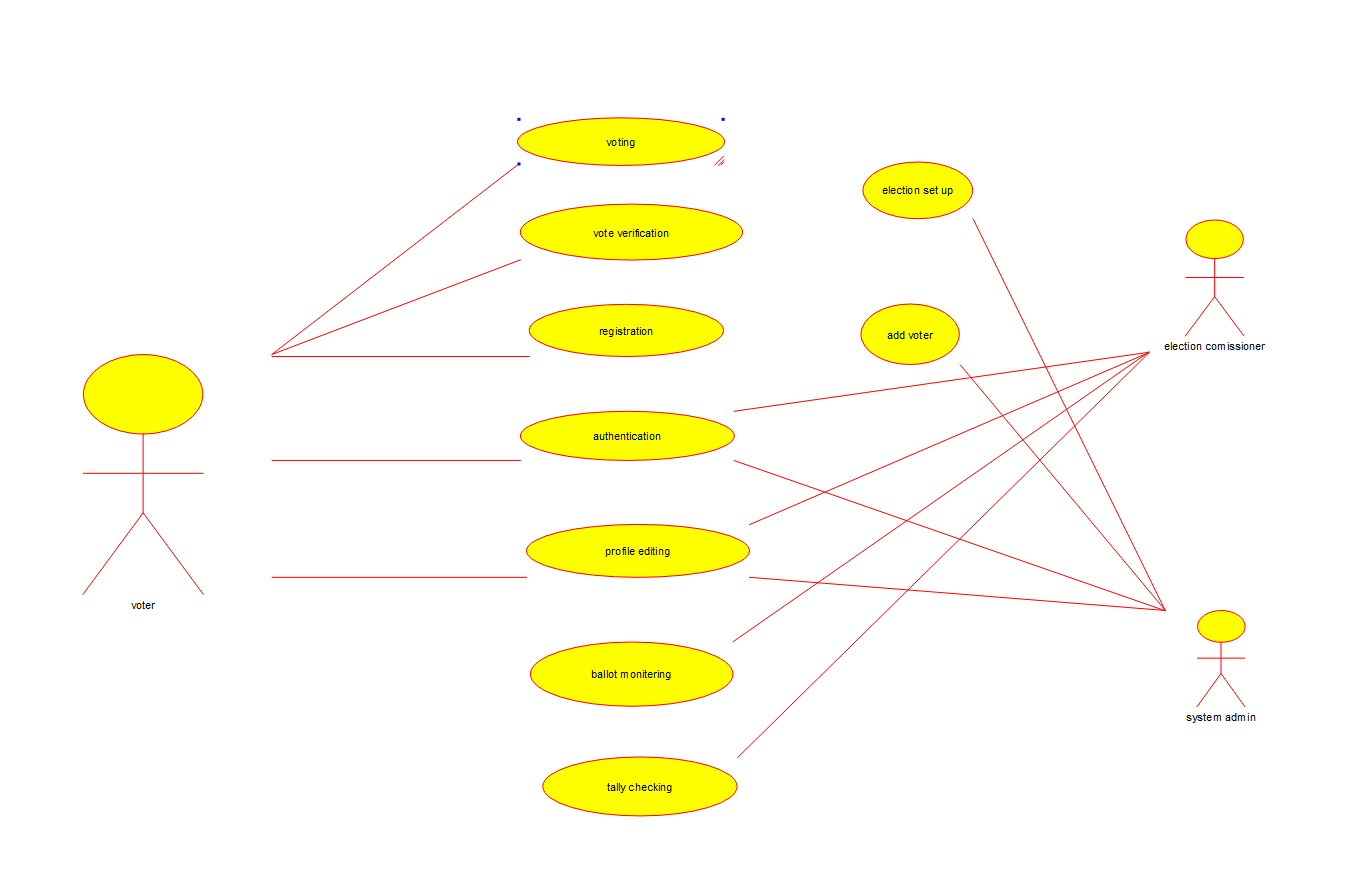 voting
election set up
vote verification
registration
add voter
election comissioner
authentication
profile editing
voter
ballot monitering
system admin
tally checking